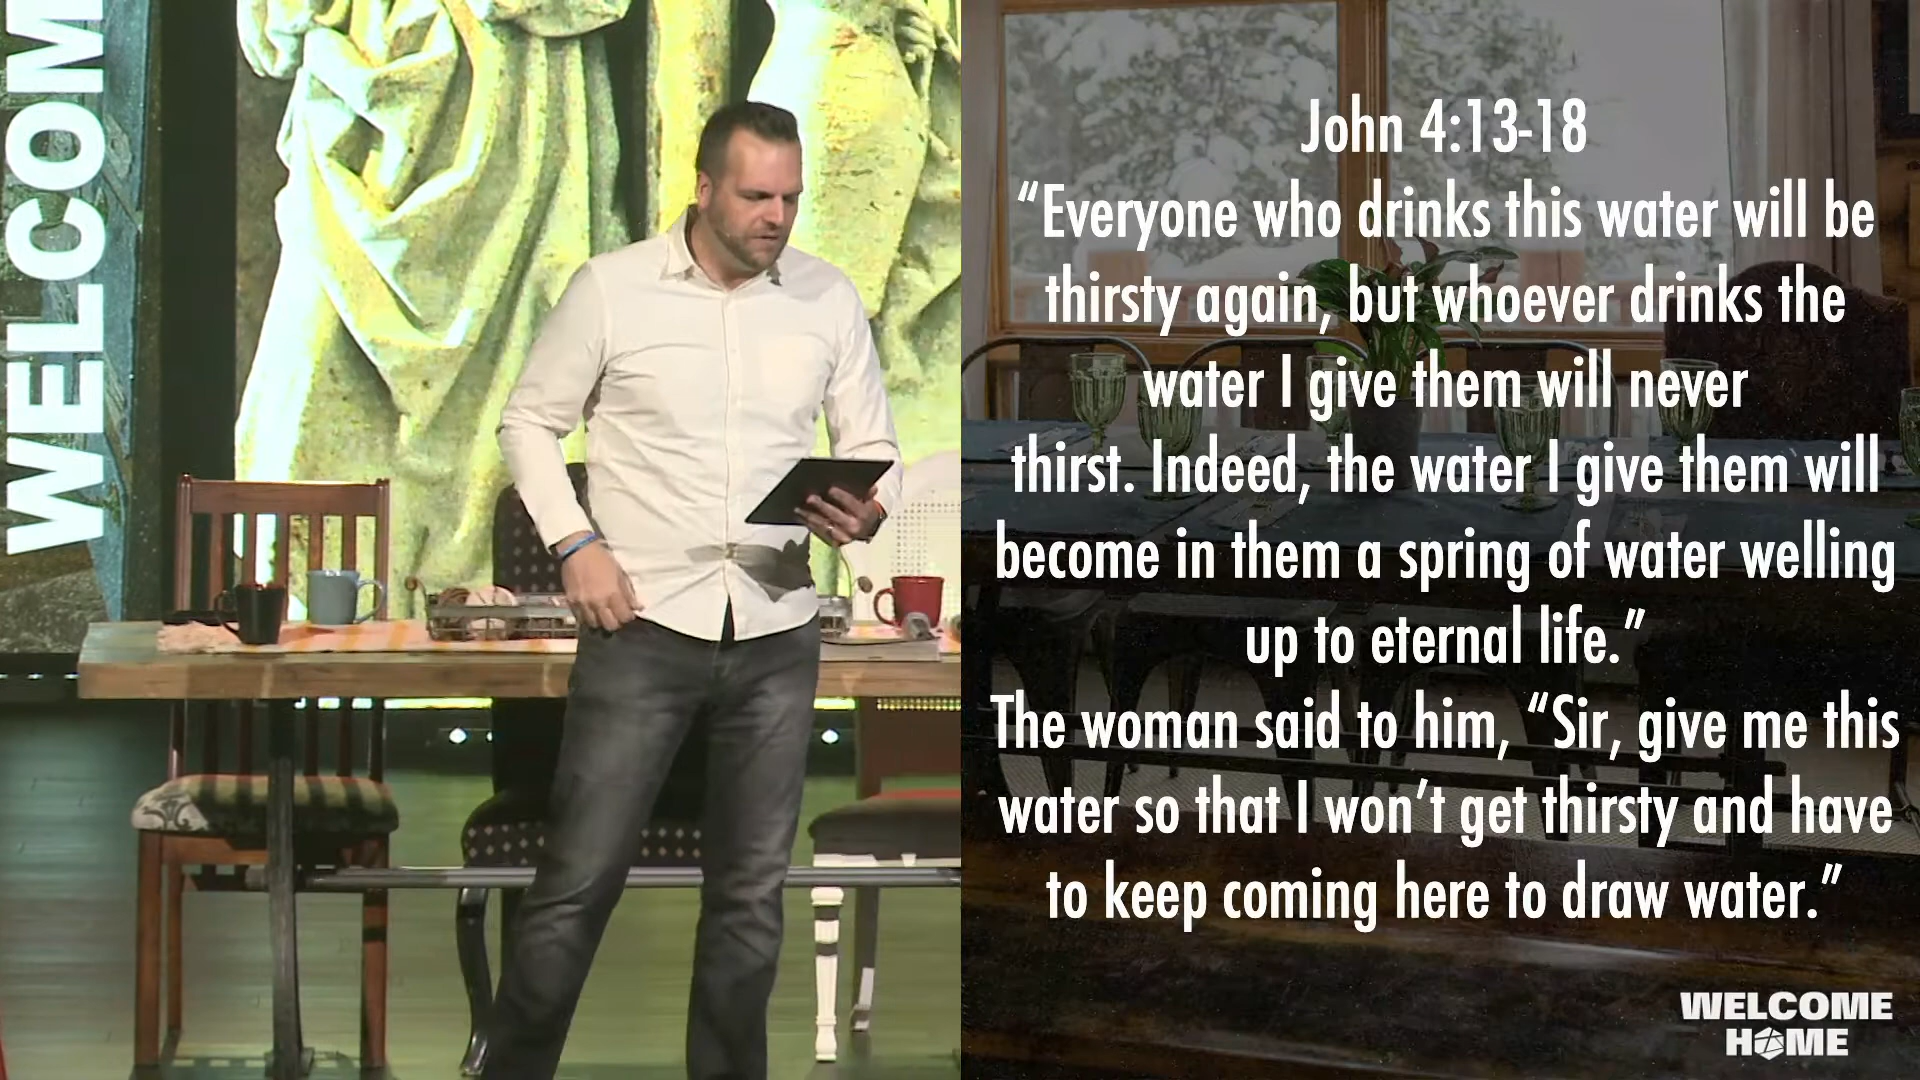 WELCOM
John 4:13-18
“Everyone who drinks this water will be
thirsty again, but whoever drinks the
water I give them will never
thirst. Indeed, the water I give them will
become in them a spring of water welling
up to eternal life.”
The woman said to him, “Sir, give me this
water so that I won’t get thirsty and have
to keep coming here to draw water.”
WELCOME
HOME